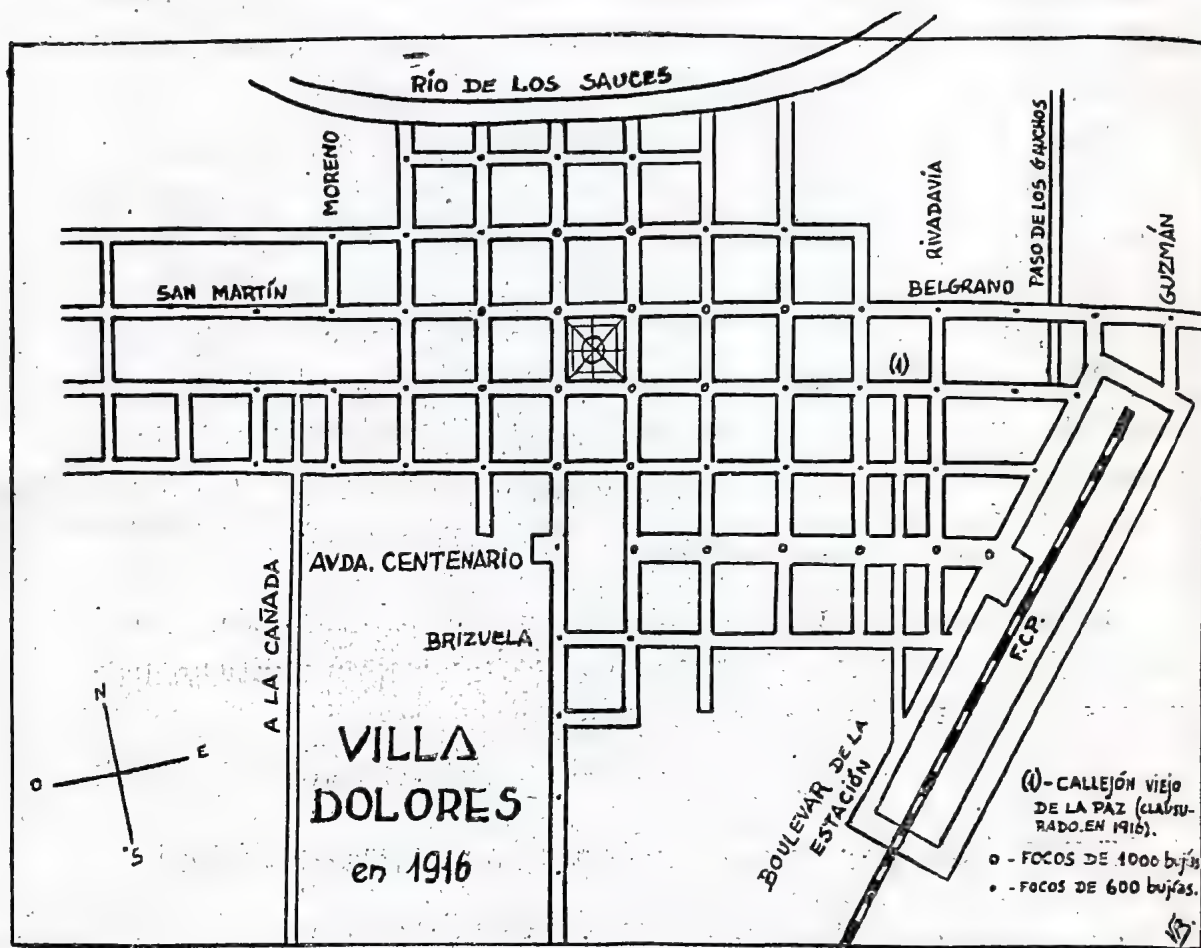 RÍO DE LOS SAUCES
MORENO
RIVADAVIA
PASO DE LOS GAUCHOS
GUZMÁN
SAN MARTÍN
BELGRANO
(1)
AVDA. CENTENARIO
A LA CAÑADA
BRIZUELA
F.C.P.
N
O
E
S
VILLA
DOLORES
en 1916
BOULEVAR DE LA
ESTACIÓN
(1)-CALLEJÓN VIEJO
DE LA PAZ (CLAUSU-
RADO EN 1916).
o - FOCOS DE 1000 bujías
• - FOCOS DE 600 bujías.